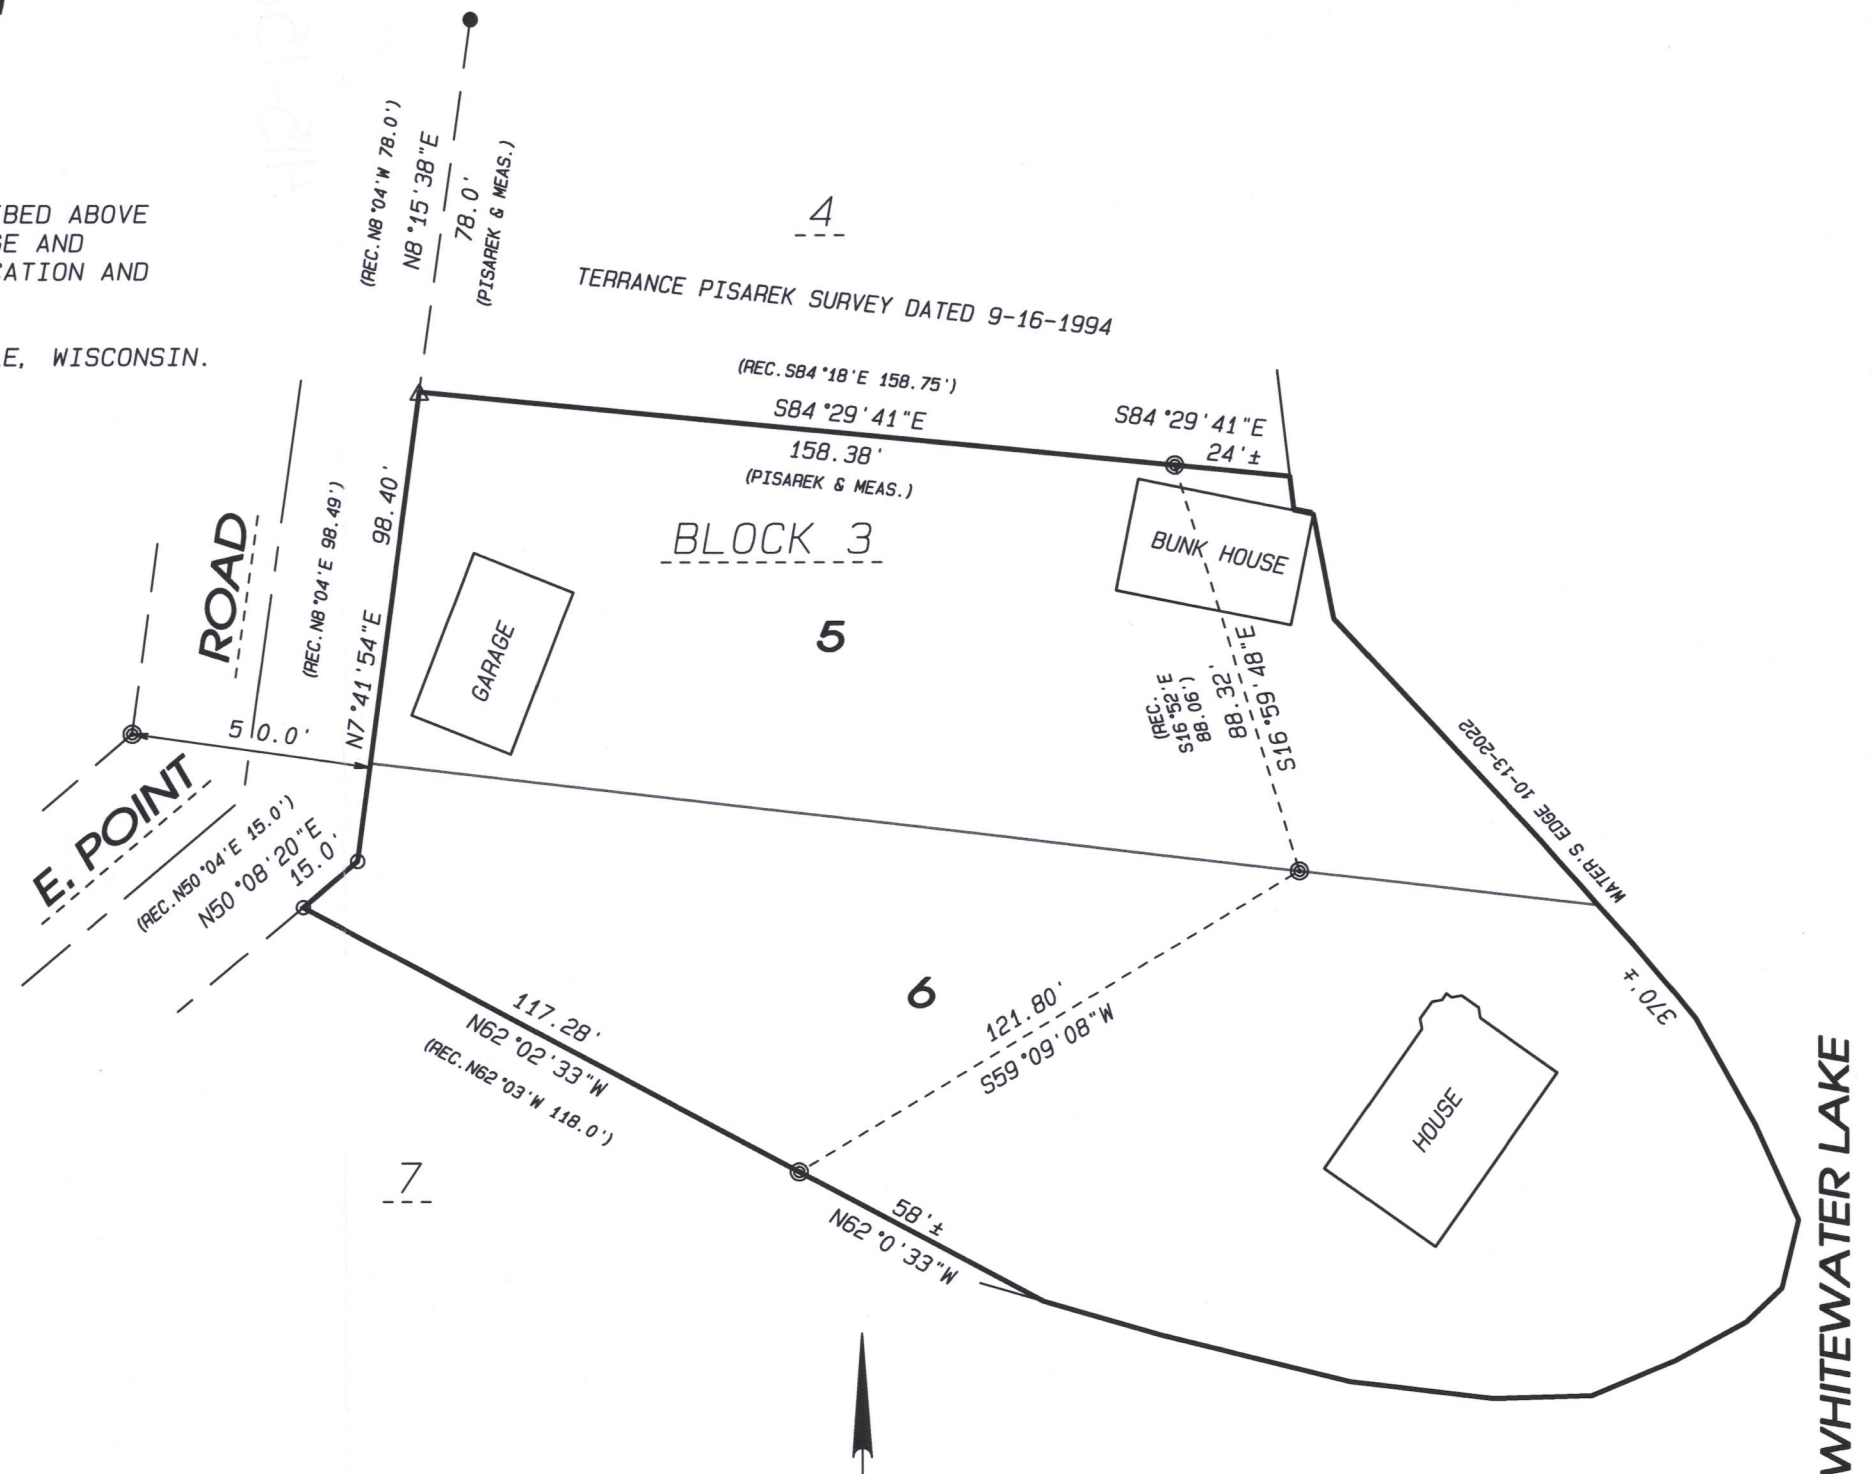 (REC.N8°04'W 78.0')
N8°15'38"E
78.0'
(PISAREK & MEAS.)
4
TERRANCE PISAREK SURVEY DATED 9-16-1994
BED ABOVE
GE AND
CATION AND
E, WISCONSIN.
(REC.S84°18'E 158.75')
S84°29'41"E
158.38'
(PISAREK & MEAS.)
S84°29'41"E
24'±
BLOCK 3
BUNK HOUSE
ROAD
(REC.N8°04'E 98.49')
98.40'
N7°41'54"E
GARAGE
5
(REC.
S16°52'E
88.06')
88.32'
S16°59'48"E
50.0'
E. POINT
(REC.N50°04'E 15.0')
N50°08'20"E
15.0'
WATER'S EDGE 10-13-2022
370'±
6
117.28'
N62°02'33"W
(REC.N62°03'W 118.0')
121.80'
S59°09'08"W
HOUSE
7
58'±
N62°0'33"W
WHITEWATER LAKE